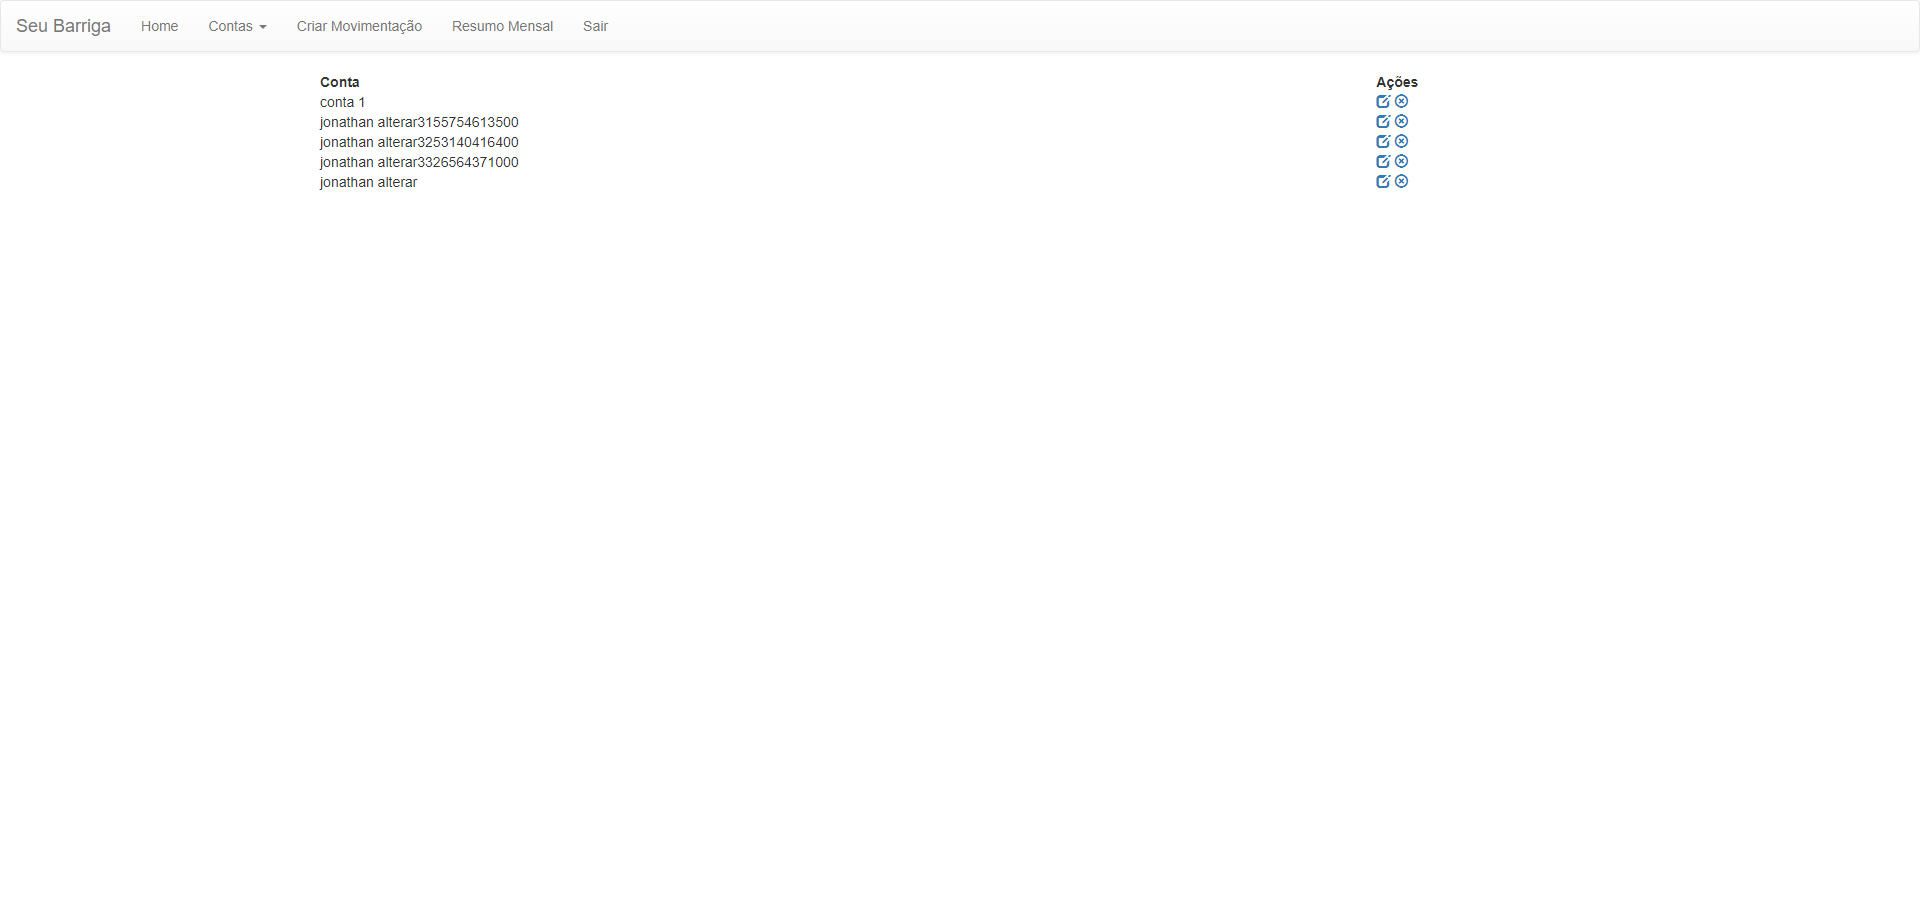 Seu Barriga Home Contas Criar Movimentação Resumo Mensal Sair
Conta Ações
conta 1
jonathan alterar3155754613500
jonathan alterar3253140416400
jonathan alterar3326564371000
jonathan alterar